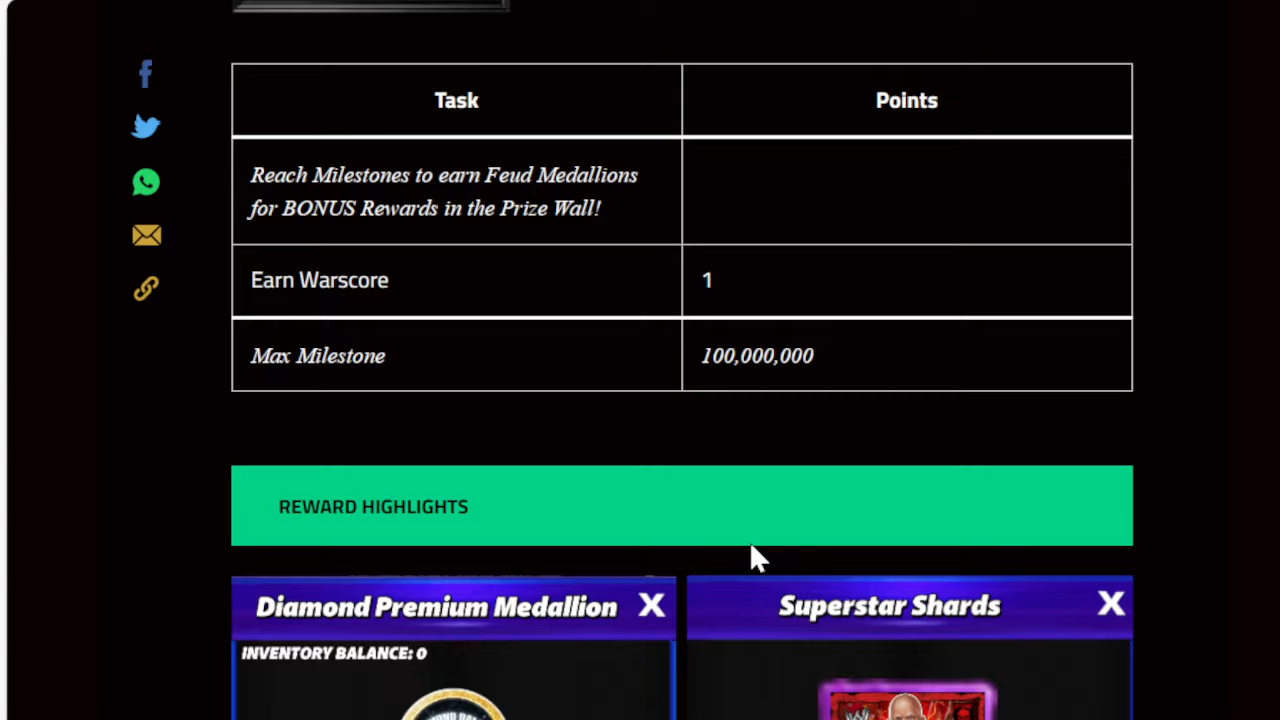 Task
Points
Reach Milestones to earn Feud Medallions
for BONUS Rewards in the Prize Wall!
Earn Warscore
1
Max Milestone
100,000,000
REWARD HIGHLIGHTS
Diamond Premium Medallion X
Superstar Shards X
INVENTORY BALANCE: 0